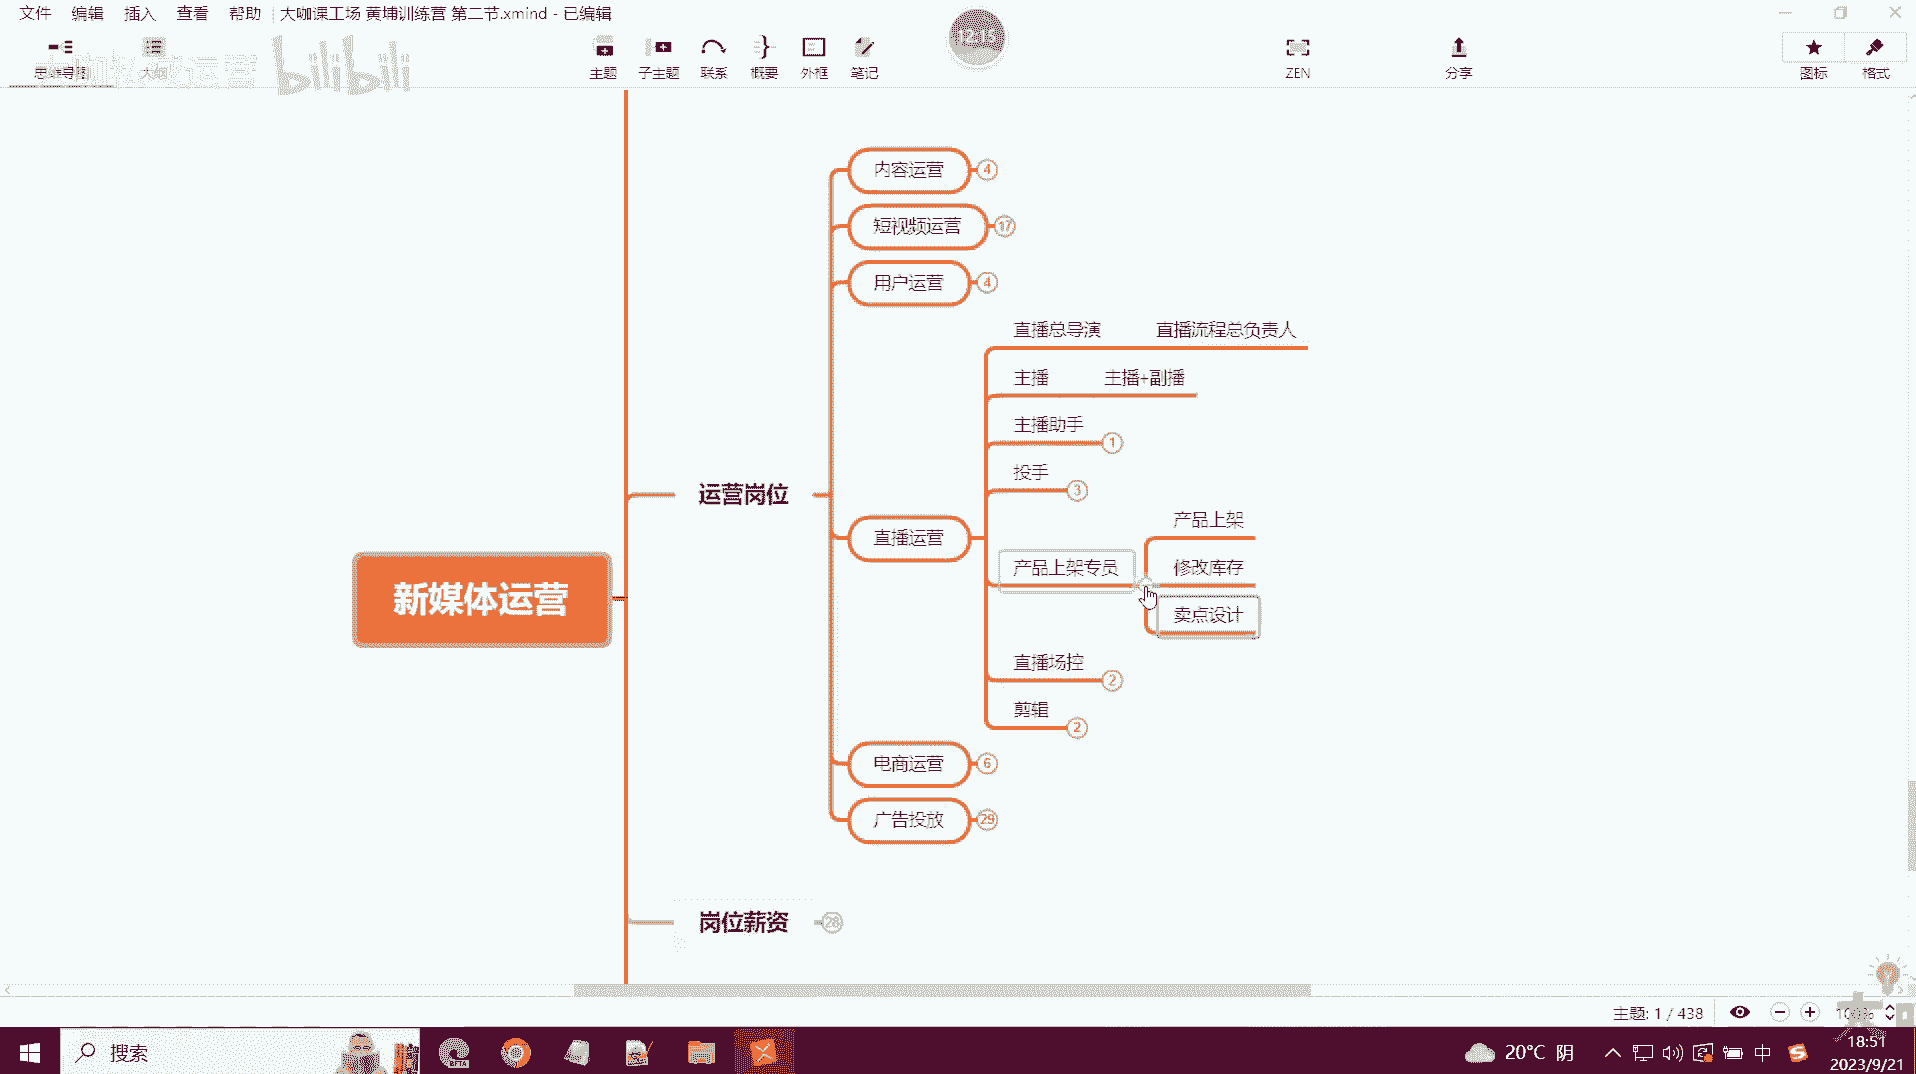 文件 编辑 插入 查看 帮助 大咖课工场 黄埔训练营 第二节.xmind - 已编辑
思维导图 大纲 主题 子主题 联系 概要 外框 笔记 ZEN 分享 图标 格式
bilibili
内容运营 4
短视频运营 17
用户运营 4
直播总导演 直播流程总负责人
主播 主播+副播
主播助手 1
投手 3
运营岗位
产品上架
直播运营
产品上架专员 修改库存
新媒体运营
卖点设计
直播场控 2
剪辑 2
电商运营 6
广告投放 29
岗位薪资 28
主题: 1 / 438 100%
搜索
BETA
20°C 阴
中
18:51
2023/9/21